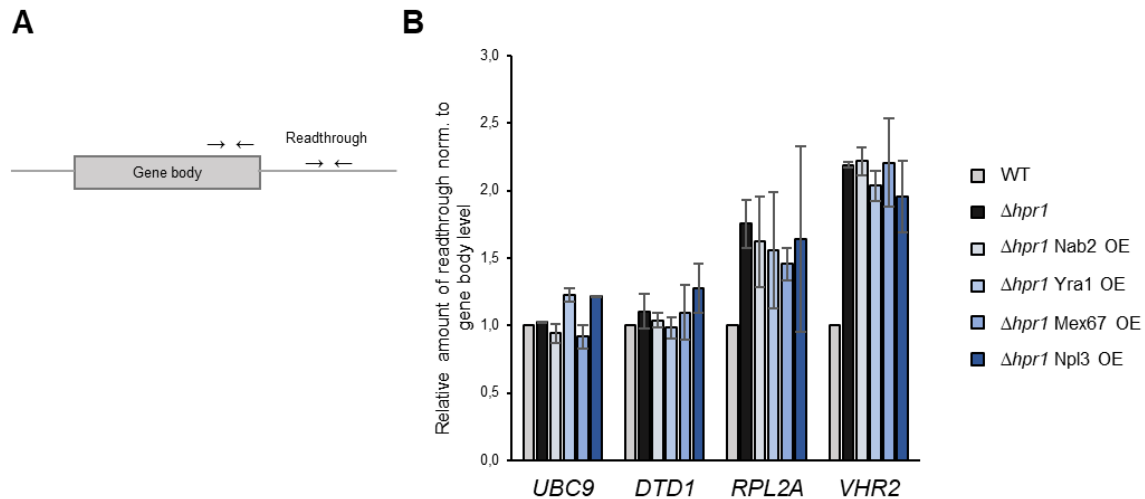 A
Readthrough
Gene body
B
Relative amount of readthrough norm. to
gene body level
3,0
2,5
2,0
1,5
1,0
0,5
0,0
UBC9 DTD1 RPL2A VHR2
WT
Δhpr1
Δhpr1 Nab2 OE
Δhpr1 Yra1 OE
Δhpr1 Mex67 OE
Δhpr1 Npl3 OE